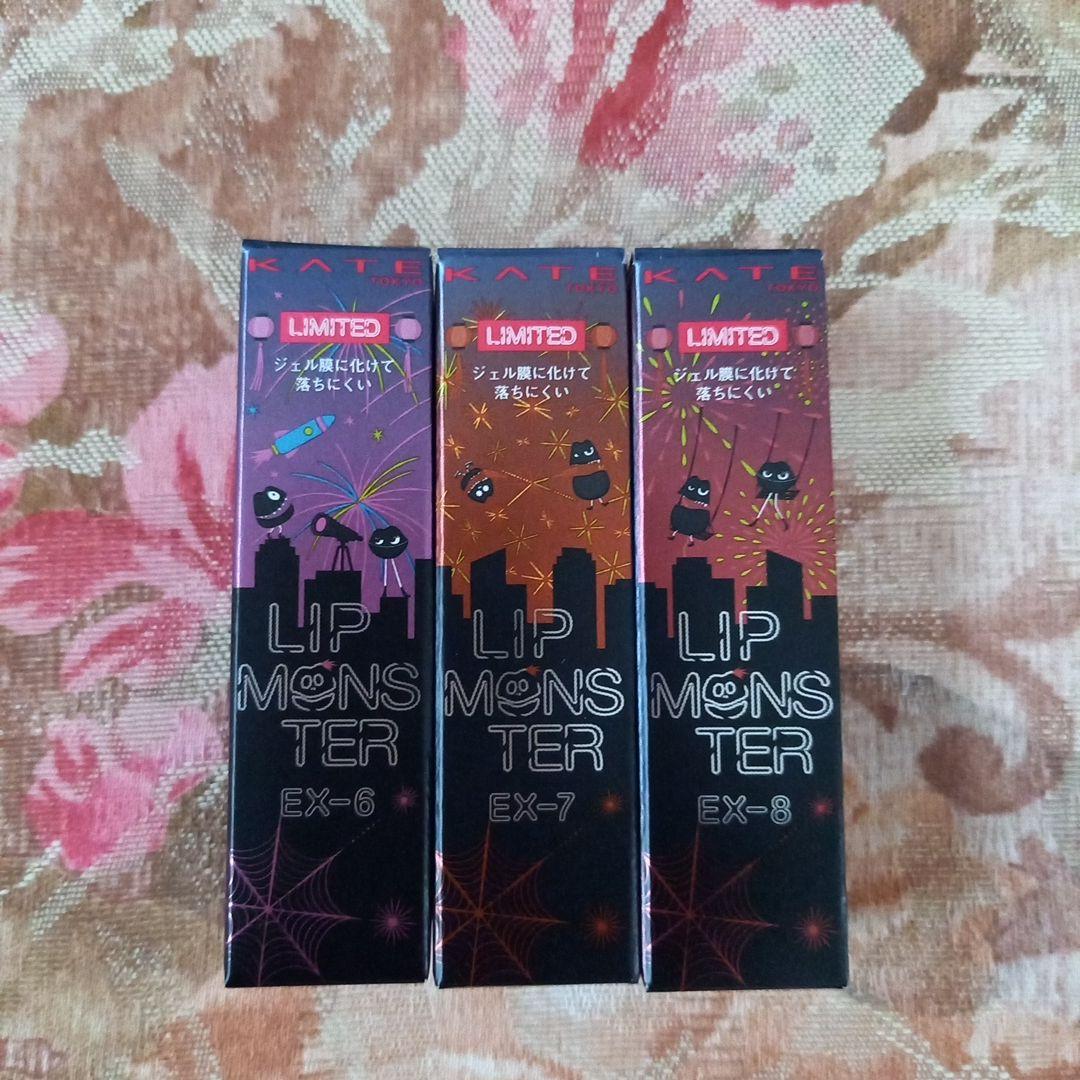 KATE
TOKYO
LIMITED
ジェル膜に化けて
落ちにくい
LIP
MONS
TER
EX-6
KATE
TOKYO
LIMITED
ジェル膜に化けて
落ちにくい
LIP
MONS
TER
EX-7
KATE
TOKYO
LIMITED
ジェル膜に化けて
落ちにくい
LIP
MONS
TER
EX-8